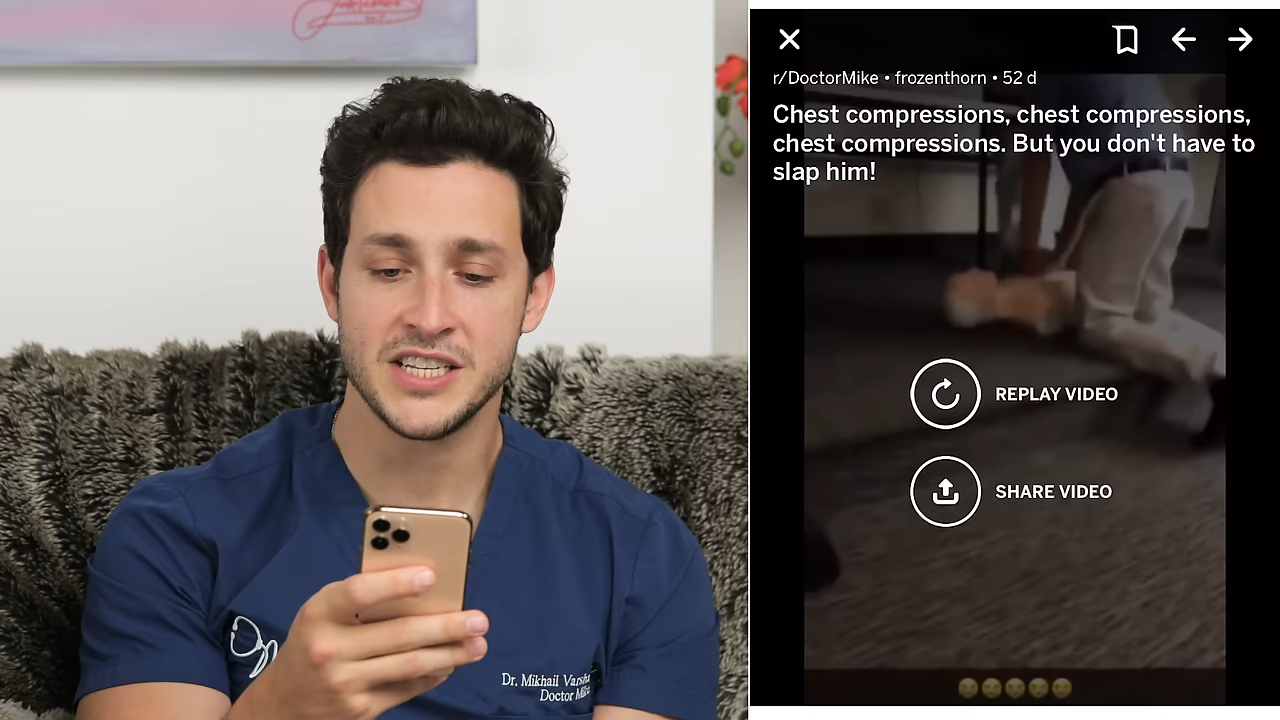 r/DoctorMike • frozenthorn • 52 d
Chest compressions, chest compressions,
chest compressions. But you don't have to
slap him!
REPLAY VIDEO
SHARE VIDEO
Dr. Mikhail Varsha
Doctor Mike